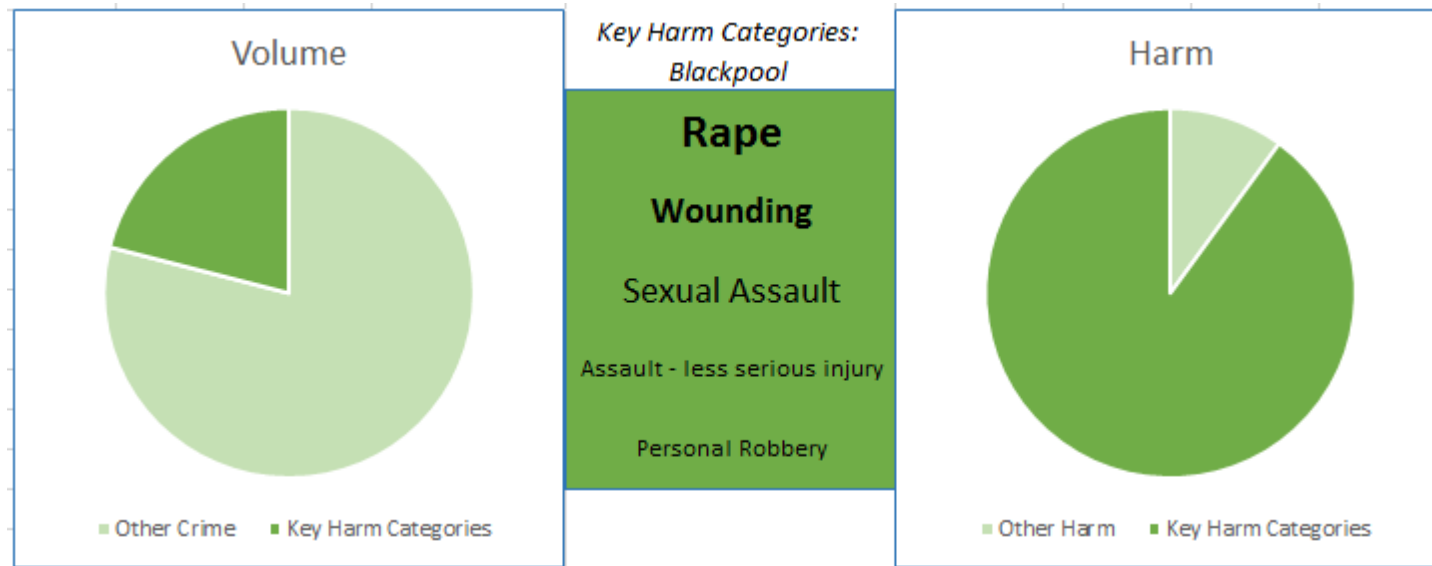 Volume
■ Other Crime ■ Key Harm Categories
Key Harm Categories:
Blackpool
Rape
Wounding
Sexual Assault
Assault - less serious injury
Personal Robbery
Harm
■ Other Harm ■ Key Harm Categories